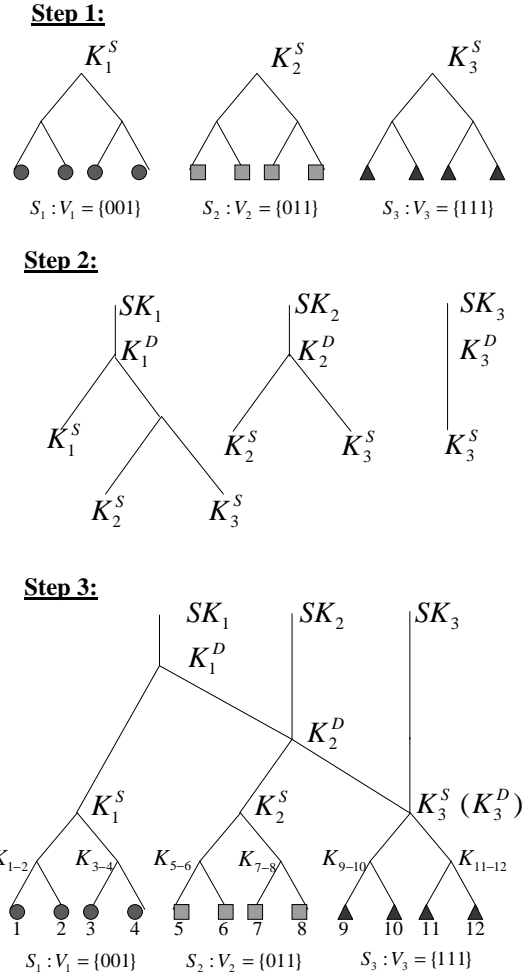 Step 1:
K_1^S K_2^S K_3^S
S_1 : V_1 = {001} S_2 : V_2 = {011} S_3 : V_3 = {111}
Step 2:
SK_1 SK_2 SK_3
K_1^D K_2^D K_3^D
K_1^S K_2^S K_3^S K_3^S
K_2^S K_3^S
Step 3:
SK_1 SK_2 SK_3
K_1^D
K_2^D
K_1^S K_2^S K_3^S (K_3^D)
K_{1-2} K_{3-4} K_{5-6} K_{7-8} K_{9-10} K_{11-12}
1 2 3 4 5 6 7 8 9 10 11 12
S_1 : V_1 = {001} S_2 : V_2 = {011} S_3 : V_3 = {111}